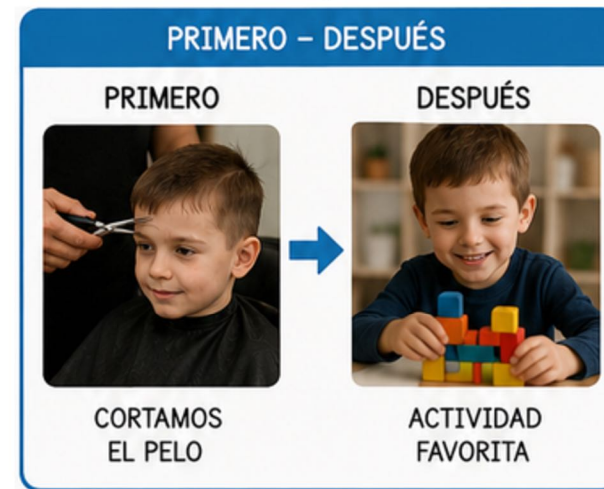 PRIMERO – DESPUÉS
PRIMERO
DESPUÉS
CORTAMOS
EL PELO
ACTIVIDAD
FAVORITA